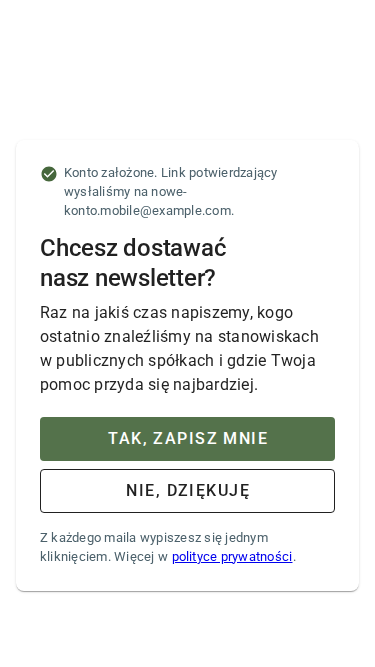 Konto założone. Link potwierdzający
wysłaliśmy na nowe-
konto.mobile@example.com.
Chcesz dostawać
nasz newsletter?
Raz na jakiś czas napiszemy, kogo
ostatnio znaleźliśmy na stanowiskach
w publicznych spółkach i gdzie Twoja
pomoc przyda się najbardziej.
TAK, ZAPISZ MNIE
NIE, DZIĘKUJĘ
Z każdego maila wypiszesz się jednym
kliknięciem. Więcej w polityce prywatności.